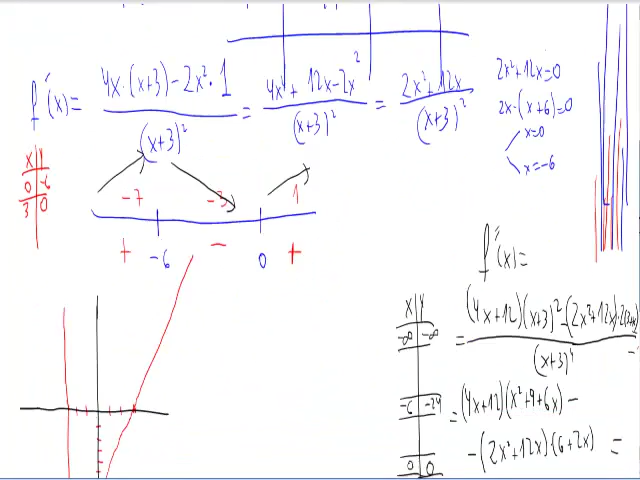 f'(x)= 4x·(x+3)-2x²·1 / (x+3)² = 4x²+12x-2x² / (x+3)² = 2x²+12x / (x+3)²
2x²+12x=0
2x·(x+6)=0
x=0
x=-6
x y
0 -6
3 0
-7 -3 1
+ -6 - 0 +
f''(x)=
= (4x+12)(x+3)²-(2x²+12x)·2(3+x) / (x+3)⁴
x y
-∞ -∞
-6 -24
0 0
=(4x+12)(x²+9+6x)-
-(2x²+12x)·(6+2x) =